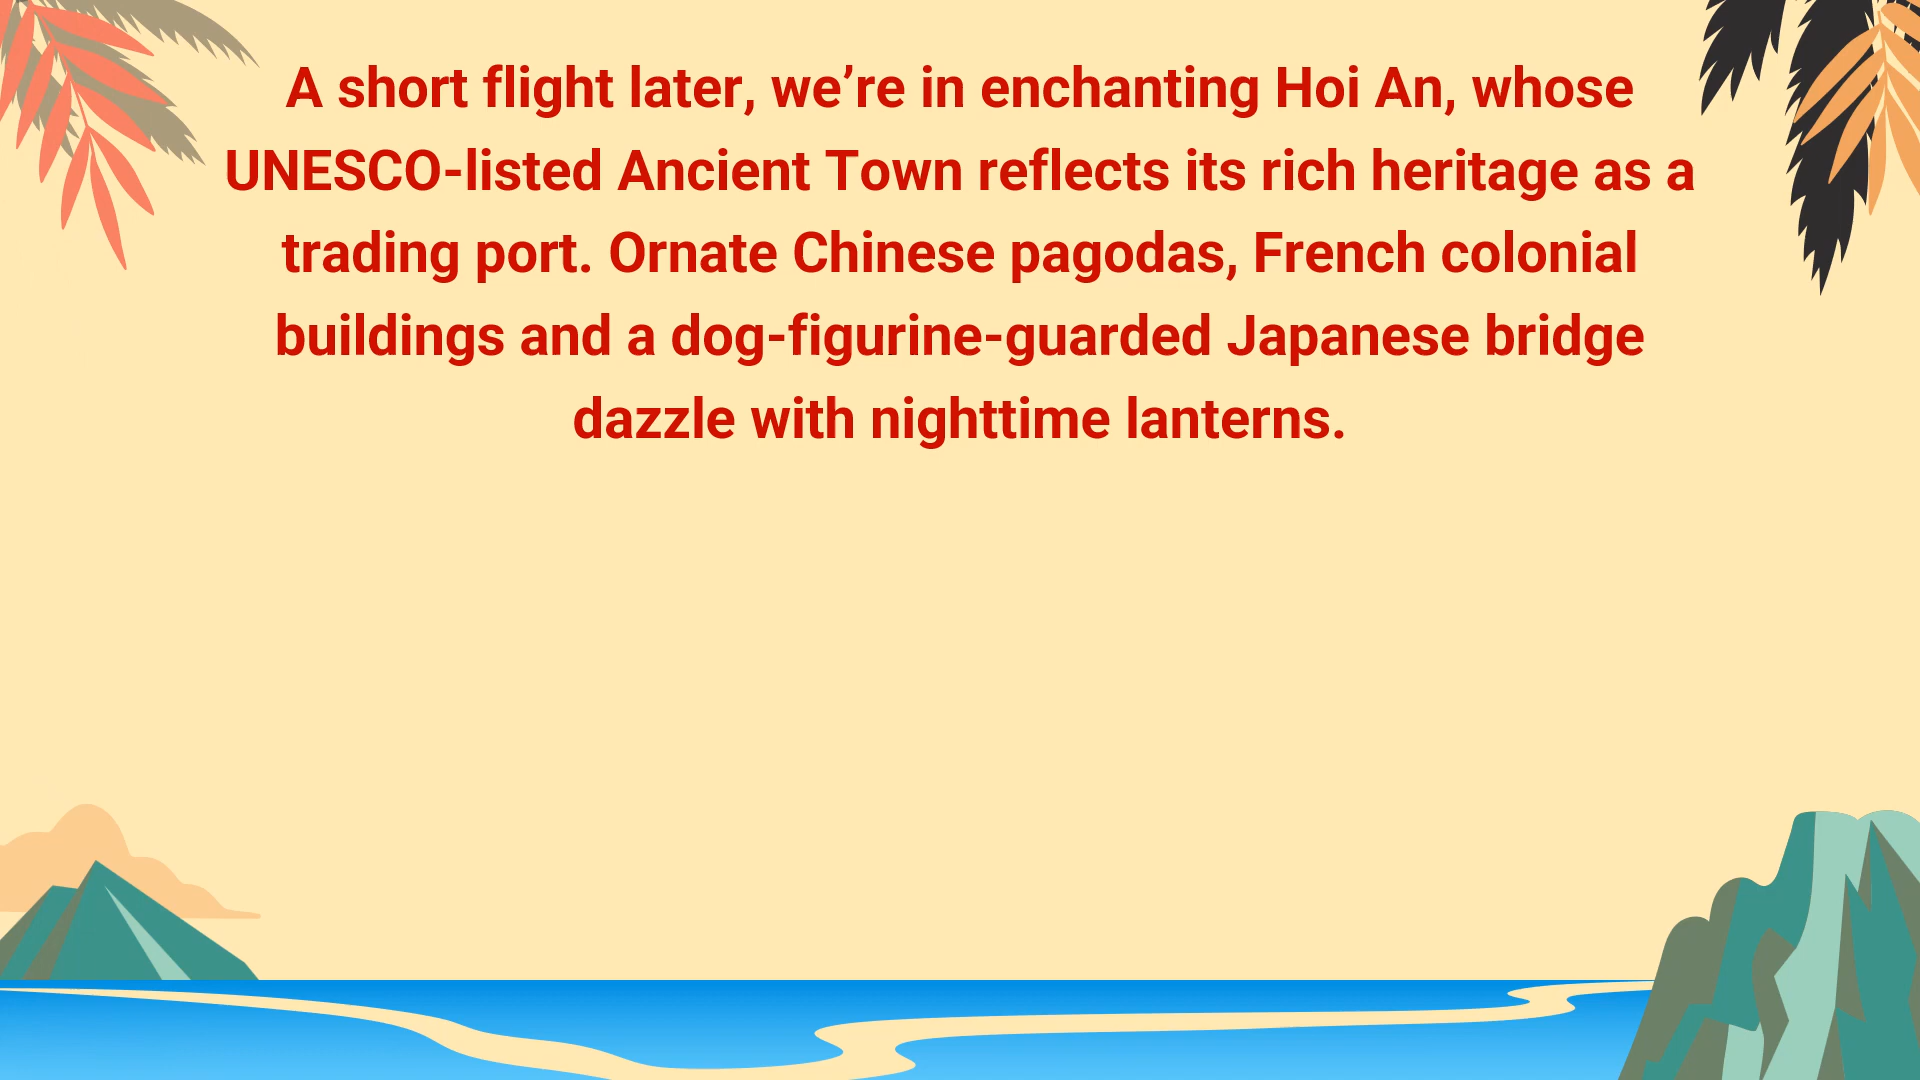 A short flight later, we’re in enchanting Hoi An, whose
UNESCO-listed Ancient Town reflects its rich heritage as a
trading port. Ornate Chinese pagodas, French colonial
buildings and a dog-figurine-guarded Japanese bridge
dazzle with nighttime lanterns.